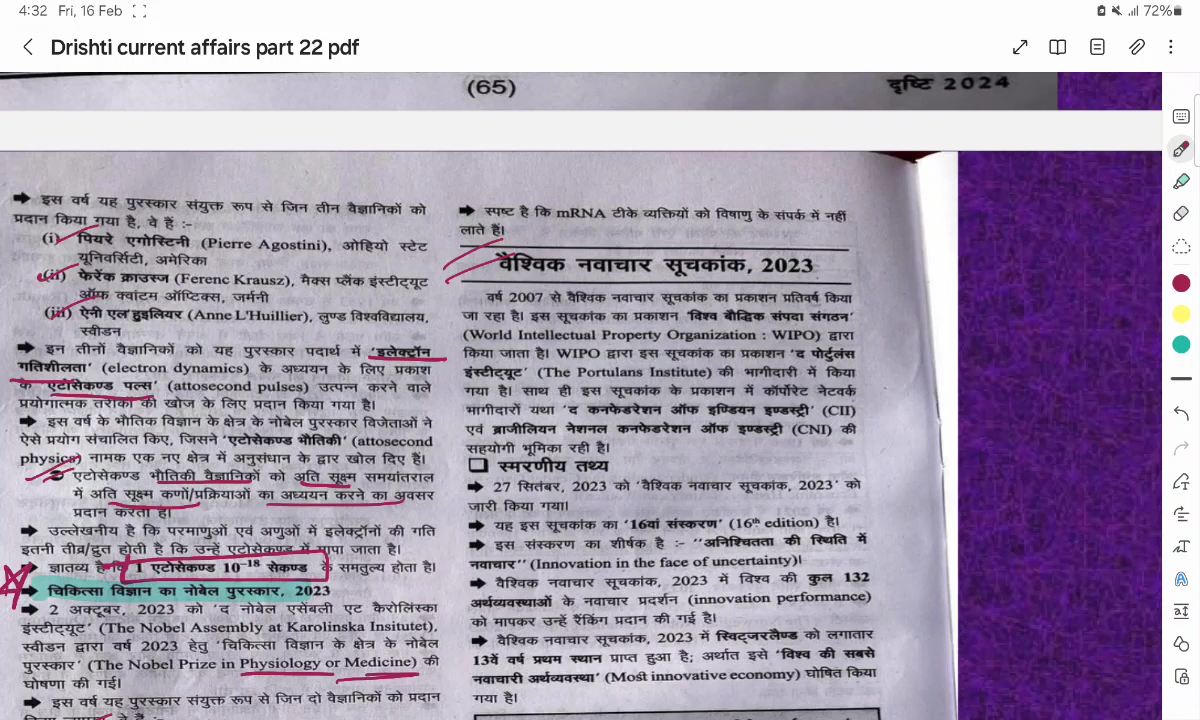 4:32 Fri, 16 Feb
72%
Drishti current affairs part 22 pdf
(65)
दृष्टि 2024
➡ इस वर्ष यह पुरस्कार संयुक्त रूप से जिन तीन वैज्ञानिकों को
प्रदान किया गया है, वे हैं :-
(i) पियरे एगोस्टिनी (Pierre Agostini), ओहियो स्टेट
यूनिवर्सिटी, अमेरिका
(ii) फेरेंक क्राउज (Ferenc Krausz), मैक्स प्लैंक इंस्टीट्यूट
ऑफ क्वांटम ऑप्टिक्स, जर्मनी
(iii) ऐनी एल'हुइलियर (Anne L'Huillier), लुण्ड विश्वविद्यालय,
स्वीडन
➡ इन तीनों वैज्ञानिकों को यह पुरस्कार पदार्थ में 'इलेक्ट्रॉन
गतिशीलता' (electron dynamics) के अध्ययन के लिए प्रकाश
के एटोसेकण्ड पल्स' (attosecond pulses) उत्पन्न करने वाले
प्रयोगात्मक तरीकों की खोज के लिए प्रदान किया गया है।
➡ इस वर्ष के भौतिक विज्ञान के क्षेत्र के नोबेल पुरस्कार विजेताओं ने
ऐसे प्रयोग संचालित किए, जिसने 'एटोसेकण्ड भौतिकी' (attosecond
physics) नामक एक नए क्षेत्र में अनुसंधान के द्वार खोल दिए हैं।
एटोसेकण्ड भौतिकी वैज्ञानिकों को अति सूक्ष्म समयांतराल
में अति सूक्ष्म कणों/प्रक्रियाओं का अध्ययन करने का अवसर
प्रदान करता है।
➡ उल्लेखनीय है कि परमाणुओं एवं अणुओं में इलेक्ट्रॉनों की गति
इतनी तीव्र/द्रुत होती है कि उन्हें एटोसेकण्ड में मापा जाता है।
➡ ज्ञातव्य है कि 1 एटोसेकण्ड 10⁻¹⁸ सेकण्ड के समतुल्य होता है।
➡ चिकित्सा विज्ञान का नोबेल पुरस्कार, 2023
➡ 2 अक्टूबर, 2023 को 'द नोबेल एसेंबली एट कैरोलिंस्का
इंस्टीट्यूट' (The Nobel Assembly at Karolinska Insitutet),
स्वीडन द्वारा वर्ष 2023 हेतु 'चिकित्सा विज्ञान के क्षेत्र के नोबेल
पुरस्कार' (The Nobel Prize in Physiology or Medicine) की
घोषणा की गई।
➡ इस वर्ष यह पुरस्कार संयुक्त रूप से जिन दो वैज्ञानिकों को प्रदान
➡ स्पष्ट है कि mRNA टीके व्यक्तियों को विषाणु के संपर्क में नहीं
लाते हैं।
वैश्विक नवाचार सूचकांक, 2023
वर्ष 2007 से वैश्विक नवाचार सूचकांक का प्रकाशन प्रतिवर्ष किया
जा रहा है। इस सूचकांक का प्रकाशन 'विश्व बौद्धिक संपदा संगठन'
(World Intellectual Property Organization : WIPO) द्वारा
किया जाता है। WIPO द्वारा इस सूचकांक का प्रकाशन 'द पोर्टुलंस
इंस्टीट्यूट' (The Portulans Institute) की भागीदारी में किया
गया है। साथ ही इस सूचकांक के प्रकाशन में कॉर्पोरेट नेटवर्क
भागीदारों यथा 'द कनफेडरेशन ऑफ इण्डियन इण्डस्ट्री' (CII)
एवं ब्राजीलियन नेशनल कनफेडरेशन ऑफ इण्डस्ट्री (CNI) की
सहयोगी भूमिका रही है।
❑ स्मरणीय तथ्य
➡ 27 सितंबर, 2023 को 'वैश्विक नवाचार सूचकांक, 2023' को
जारी किया गया।
➡ यह इस सूचकांक का '16वां संस्करण' (16th edition) है।
➡ इस संस्करण का शीर्षक है :- "अनिश्चितता की स्थिति में
नवाचार" (Innovation in the face of uncertainty)।
➡ वैश्विक नवाचार सूचकांक, 2023 में विश्व की कुल 132
अर्थव्यवस्थाओं के नवाचार प्रदर्शन (innovation performance)
को मापकर उन्हें रैंकिंग प्रदान की गई है।
➡ वैश्विक नवाचार सूचकांक, 2023 में स्विट्जरलैण्ड को लगातार
13वें वर्ष प्रथम स्थान प्राप्त हुआ है; अर्थात इसे 'विश्व की सबसे
नवाचारी अर्थव्यवस्था' (Most innovative economy) घोषित किया
गया है।